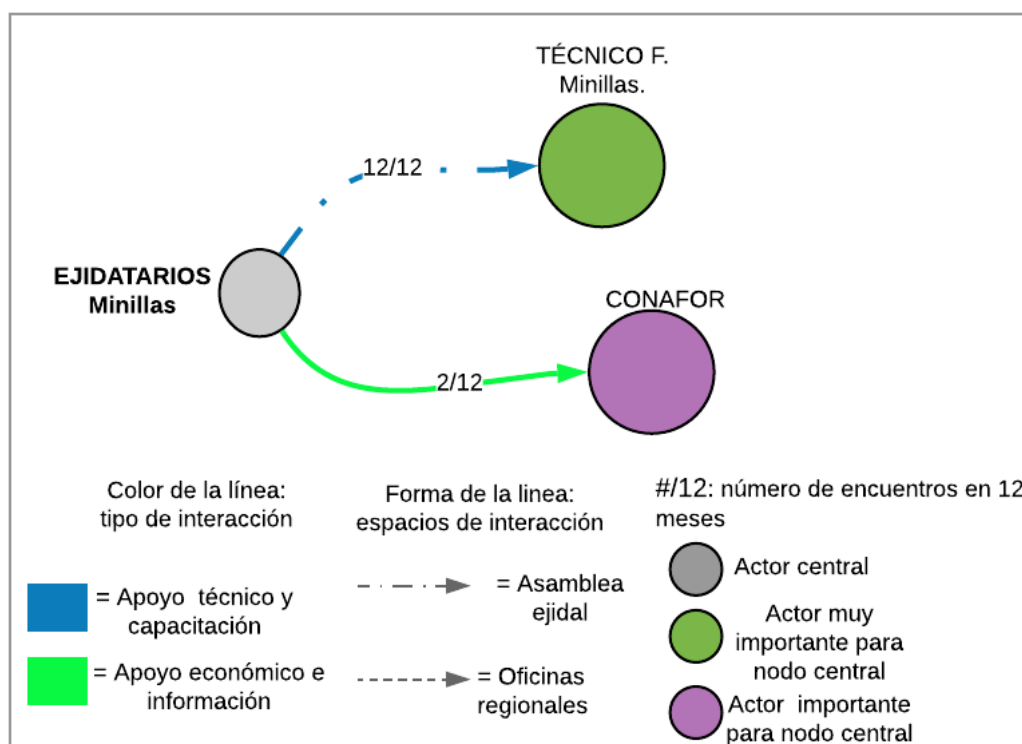 TÉCNICO F.
Minillas.
12/12
EJIDATARIOS
Minillas
CONAFOR
2/12
Color de la línea:
tipo de interacción
= Apoyo técnico y
capacitación
= Apoyo económico e
información
Forma de la linea:
espacios de interacción
= Asamblea
ejidal
= Oficinas
regionales
#/12: número de encuentros en 12
meses
Actor central
Actor muy
importante para
nodo central
Actor importante
para nodo central